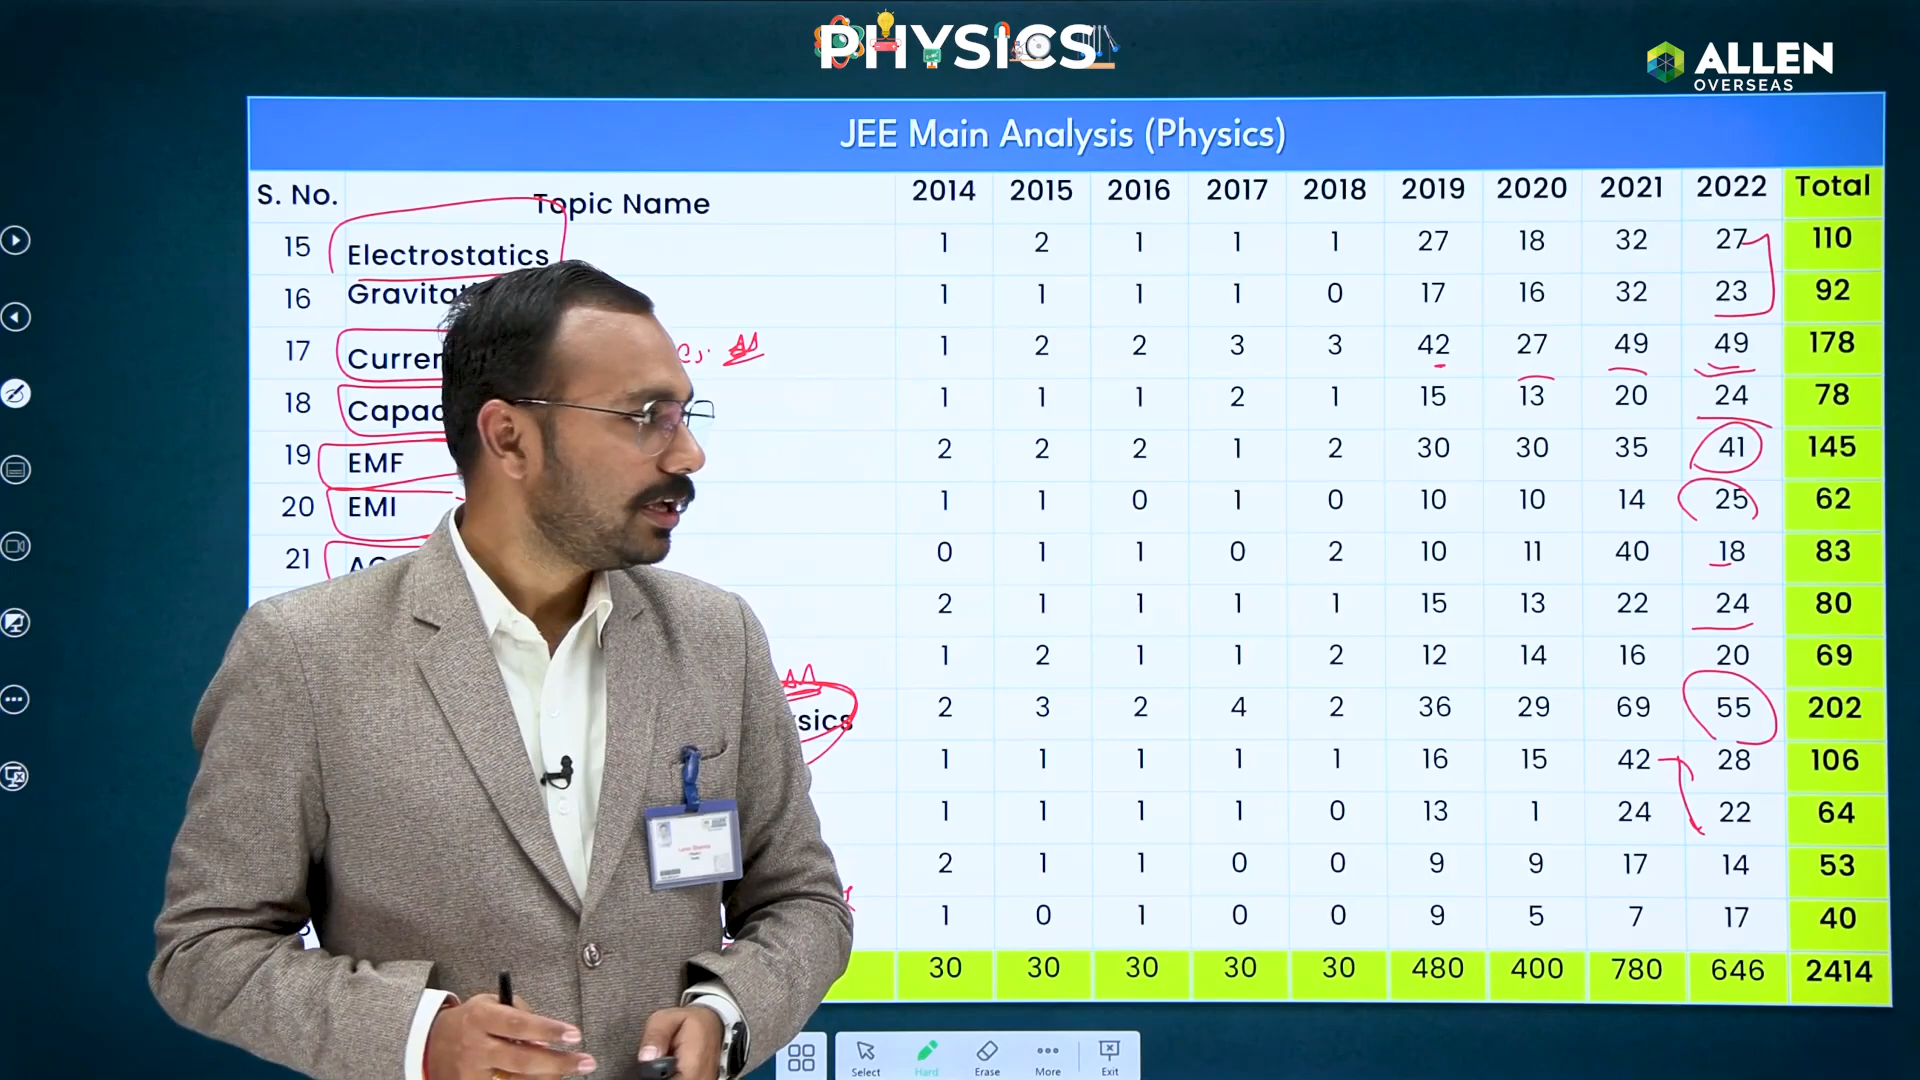 PHYSICS
ALLEN
OVERSEAS
JEE Main Analysis (Physics)
S. No. Topic Name 2014 2015 2016 2017 2018 2019 2020 2021 2022 Total
15 Electrostatics 1 2 1 1 1 27 18 32 27 110
16 Gravitat 1 1 1 1 0 17 16 32 23 92
17 Curren 1 2 2 3 3 42 27 49 49 178
18 Capac 1 1 1 2 1 15 13 20 24 78
19 EMF 2 2 2 1 2 30 30 35 41 145
20 EMI 1 1 0 1 0 10 10 14 25 62
21 AC 0 1 1 0 2 10 11 40 18 83
2 1 1 1 1 15 13 22 24 80
1 2 1 1 2 12 14 16 20 69
sics 2 3 2 4 2 36 29 69 55 202
1 1 1 1 1 16 15 42 28 106
1 1 1 1 0 13 1 24 22 64
2 1 1 0 0 9 9 17 14 53
1 0 1 0 0 9 5 7 17 40
30 30 30 30 30 480 400 780 646 2414
Select Hard Erase More Exit